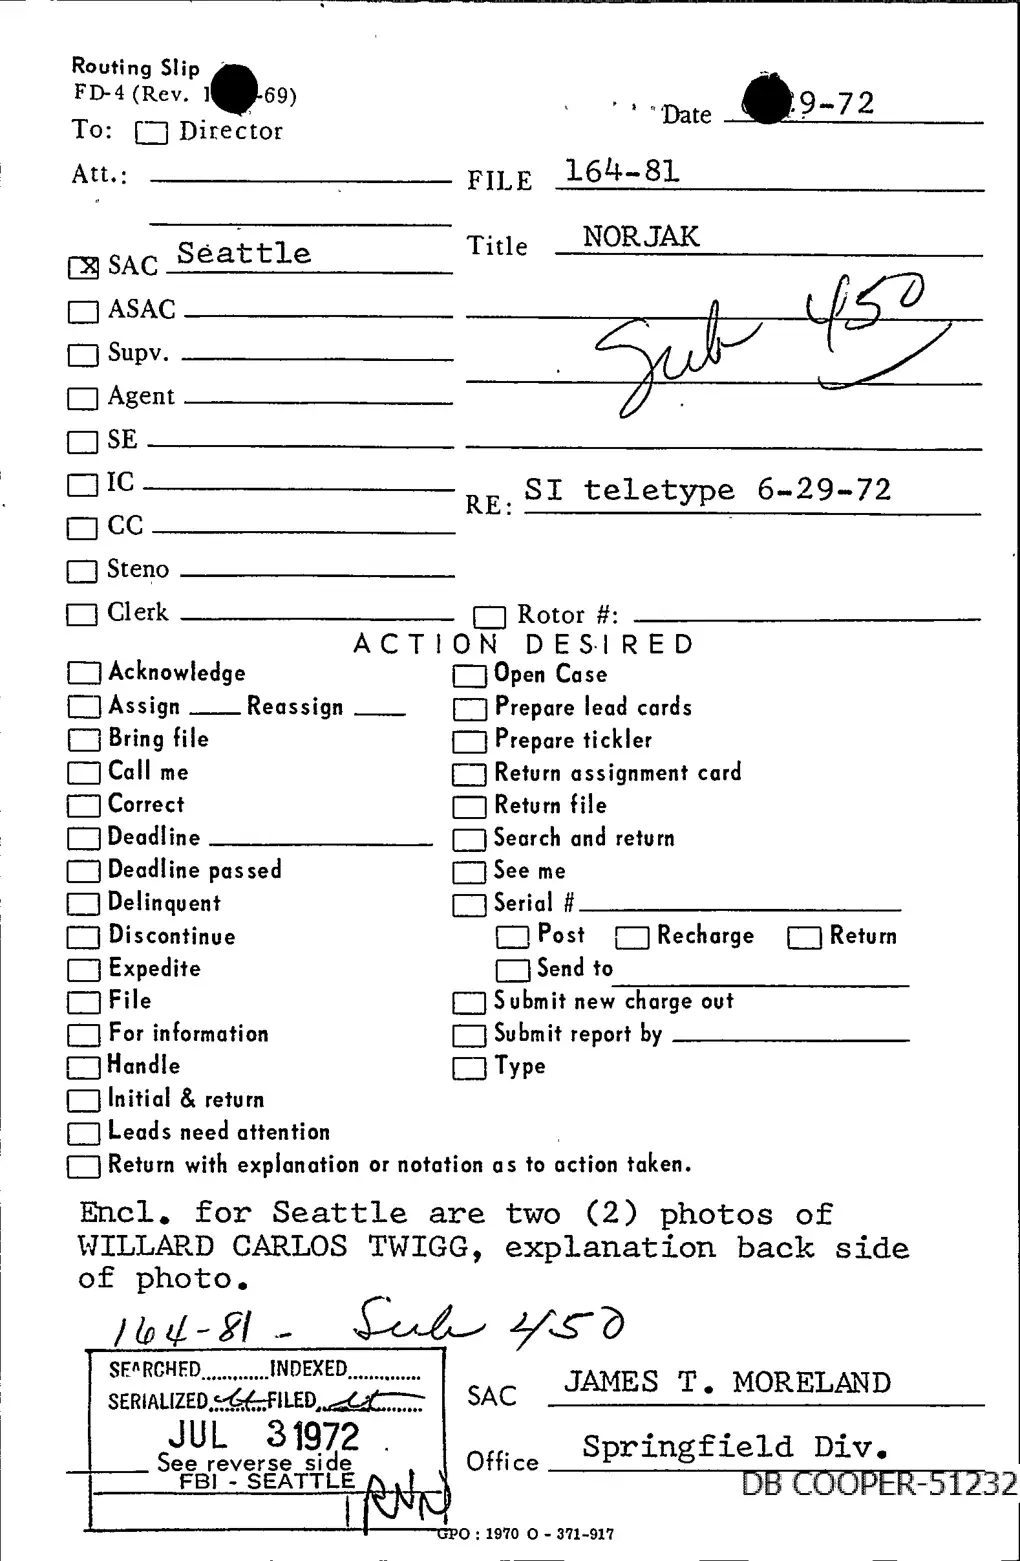 Routing Slip
FD-4 (Rev. -69)
To: Director
Date 9-72
Att.:
FILE 164-81
Title NORJAK
SAC Seattle
Sub 450
ASAC
Supv.
Agent
SE
IC
RE: SI teletype 6-29-72
CC
Steno
Clerk Rotor #:
ACTION DESIRED
Acknowledge Open Case
Assign Reassign Prepare lead cards
Bring file Prepare tickler
Call me Return assignment card
Correct Return file
Deadline Search and return
Deadline passed See me
Delinquent Serial #
Discontinue Post Recharge Return
Expedite Send to
File Submit new charge out
For information Submit report by
Handle Type
Initial & return
Leads need attention
Return with explanation or notation as to action taken.
Encl. for Seattle are two (2) photos of
WILLARD CARLOS TWIGG, explanation back side
of photo.
164-81 - Sub 450
SEARCHED INDEXED
SERIALIZED FILED
JUL 3 1972
See reverse side
FBI - SEATTLE
SAC JAMES T. MORELAND
Office Springfield Div.
DB COOPER-51232
GPO : 1970 O - 371-917